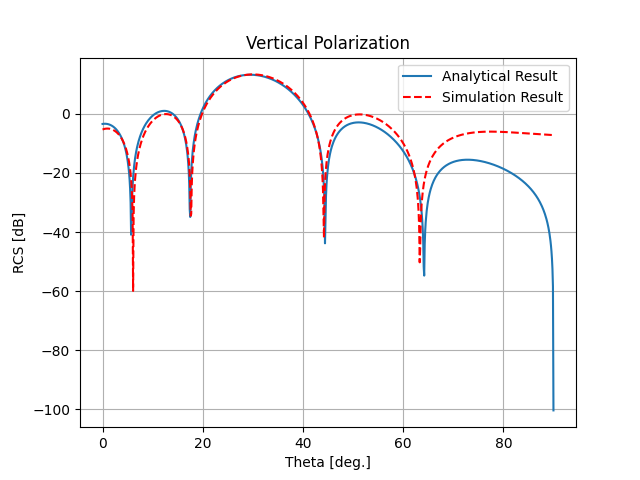 Vertical Polarization
Analytical Result
Simulation Result
RCS [dB]
0
−20
−40
−60
−80
−100
0 20 40 60 80
Theta [deg.]